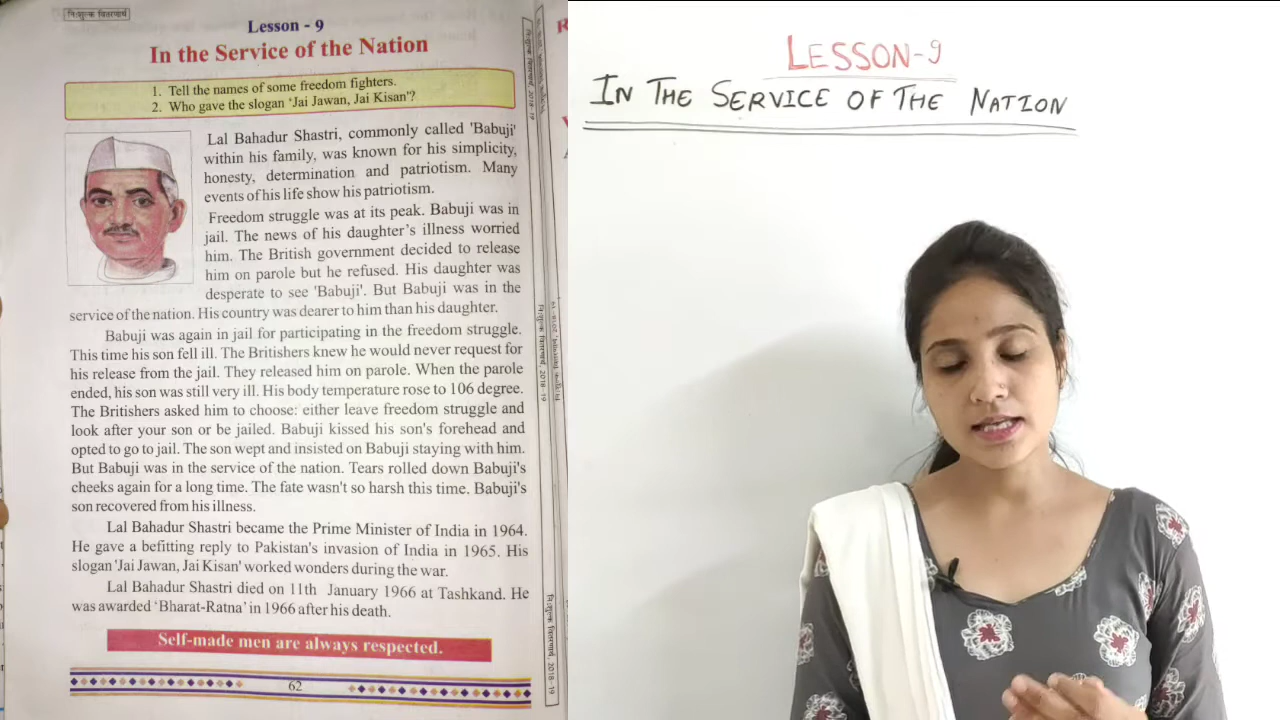 नि:शुल्क वितरणार्थ
Lesson - 9
In the Service of the Nation
1. Tell the names of some freedom fighters.
2. Who gave the slogan ‘Jai Jawan, Jai Kisan’?
Lal Bahadur Shastri, commonly called 'Babuji'
within his family, was known for his simplicity,
honesty, determination and patriotism. Many
events of his life show his patriotism.
Freedom struggle was at its peak. Babuji was in
jail. The news of his daughter’s illness worried
him. The British government decided to release
him on parole but he refused. His daughter was
desperate to see 'Babuji'. But Babuji was in the
service of the nation. His country was dearer to him than his daughter.
Babuji was again in jail for participating in the freedom struggle.
This time his son fell ill. The Britishers knew he would never request for
his release from the jail. They released him on parole. When the parole
ended, his son was still very ill. His body temperature rose to 106 degree.
The Britishers asked him to choose: either leave freedom struggle and
look after your son or be jailed. Babuji kissed his son's forehead and
opted to go to jail. The son wept and insisted on Babuji staying with him.
But Babuji was in the service of the nation. Tears rolled down Babuji's
cheeks again for a long time. The fate wasn't so harsh this time. Babuji's
son recovered from his illness.
Lal Bahadur Shastri became the Prime Minister of India in 1964.
He gave a befitting reply to Pakistan's invasion of India in 1965. His
slogan 'Jai Jawan, Jai Kisan' worked wonders during the war.
Lal Bahadur Shastri died on 11th January 1966 at Tashkand. He
was awarded ‘Bharat-Ratna’ in 1966 after his death.
Self-made men are always respected.
62
नि:शुल्क वितरणार्थ, 2018-19
नि:शुल्क वितरणार्थ, 2018-19
नि:शुल्क वितरणार्थ, 2018-19
LESSON-9
IN THE SERVICE OF THE NATION